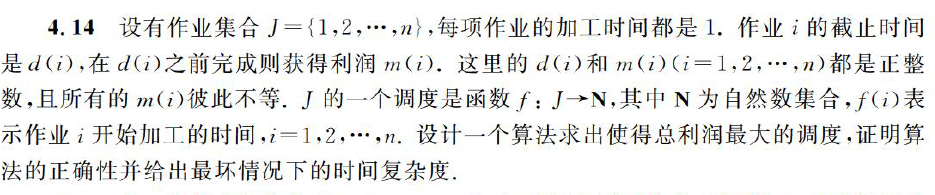 4.14 设有作业集合 J={1,2,…,n},每项作业的加工时间都是 1. 作业 i 的截止时间
是 d(i),在 d(i)之前完成则获得利润 m(i). 这里的 d(i)和 m(i)(i=1,2,…,n)都是正整
数,且所有的 m(i)彼此不等. J 的一个调度是函数 f:J→N,其中 N 为自然数集合,f(i)表
示作业 i 开始加工的时间,i=1,2,…,n. 设计一个算法求出使得总利润最大的调度,证明算
法的正确性并给出最坏情况下的时间复杂度.